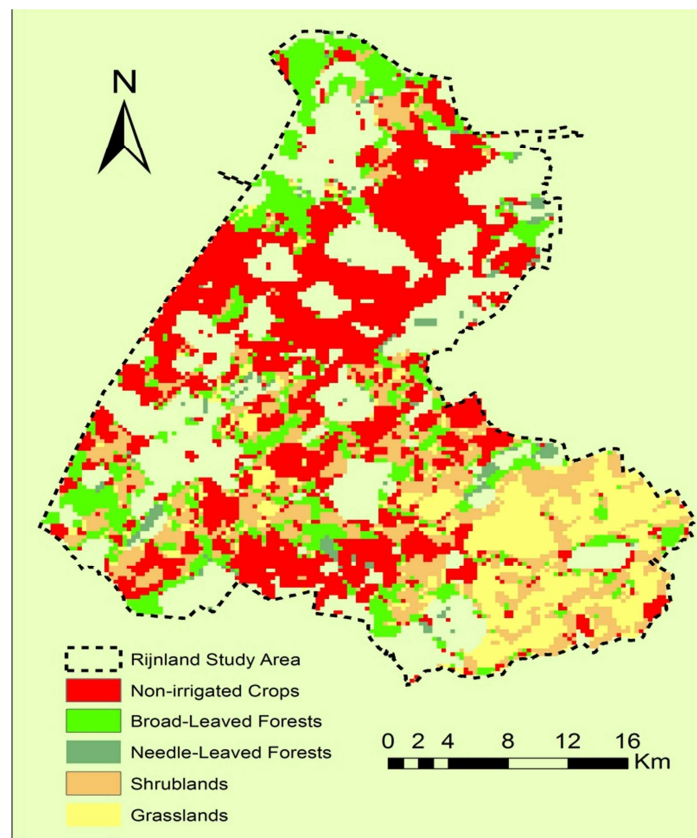 N
Rijnland Study Area
Non-irrigated Crops
Broad-Leaved Forests
Needle-Leaved Forests
Shrublands
Grasslands
0 2 4 8 12 16
Km